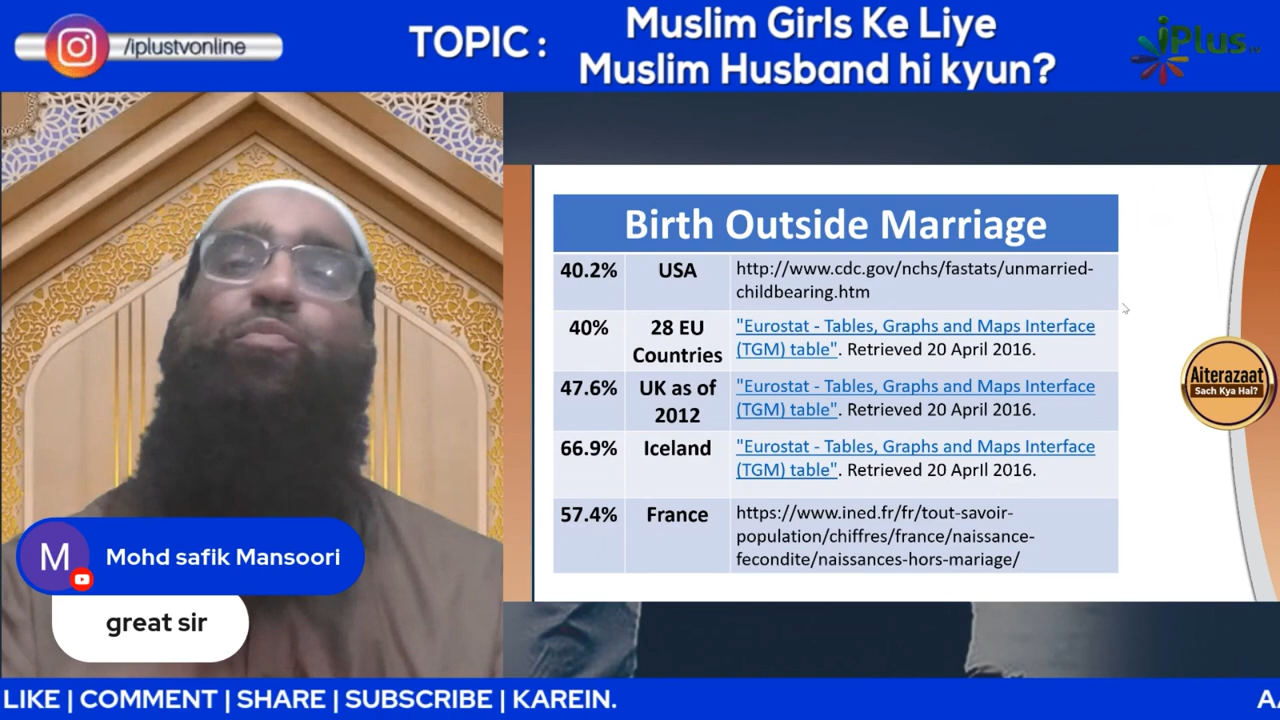 /iplustvonline
TOPIC :
Muslim Girls Ke Liye
Muslim Husband hi kyun?
iPlus
Birth Outside Marriage
40.2% USA http://www.cdc.gov/nchs/fastats/unmarried-
childbearing.htm
40% 28 EU "Eurostat - Tables, Graphs and Maps Interface
Countries (TGM) table". Retrieved 20 April 2016.
47.6% UK as of "Eurostat - Tables, Graphs and Maps Interface
2012 (TGM) table". Retrieved 20 April 2016.
66.9% Iceland "Eurostat - Tables, Graphs and Maps Interface
(TGM) table". Retrieved 20 AprIl 2016.
57.4% France https://www.ined.fr/fr/tout-savoir-
population/chiffres/france/naissance-
fecondite/naissances-hors-mariage/
Aiterazaat
Sach Kya Hai?
M
Mohd safik Mansoori
great sir
LIKE | COMMENT | SHARE | SUBSCRIBE | KAREIN.